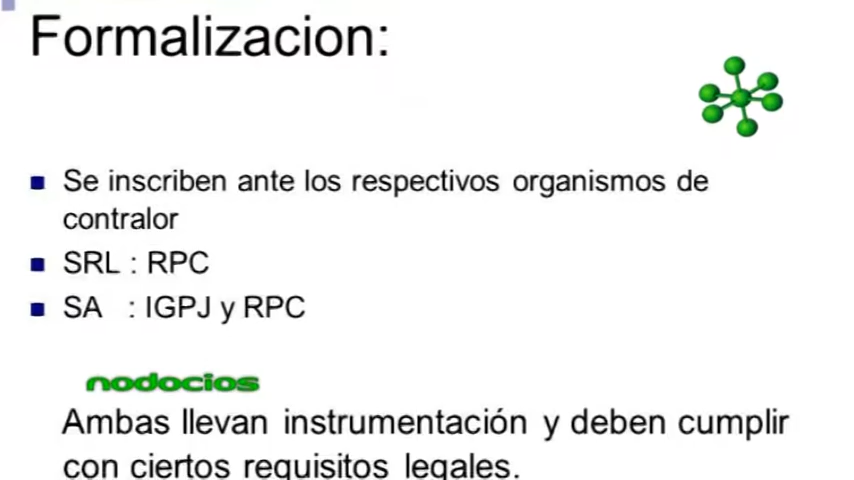 Formalizacion:
Se inscriben ante los respectivos organismos de
contralor
SRL : RPC
SA : IGPJ y RPC
nodocios
Ambas llevan instrumentación y deben cumplir
con ciertos requisitos legales.